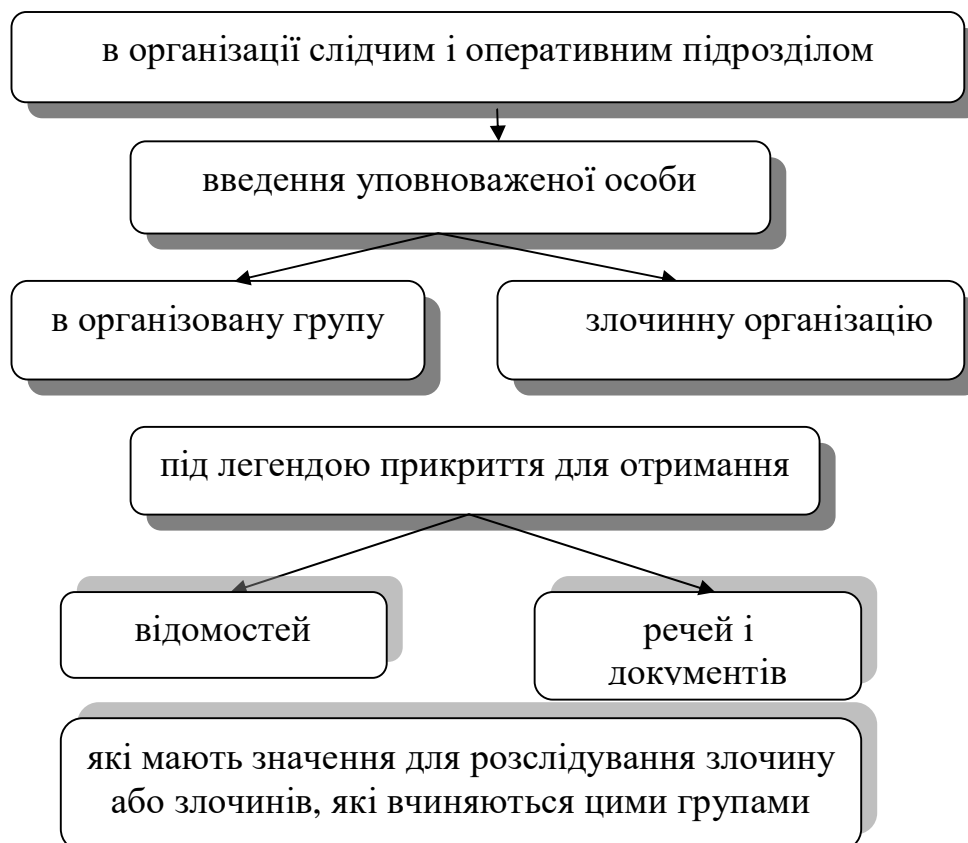 в організації слідчим і оперативним підрозділом
введення уповноваженої особи
в організовану групу
злочинну організацію
під легендою прикриття для отримання
відомостей
речей і
документів
які мають значення для розслідування злочину
або злочинів, які вчиняються цими групами